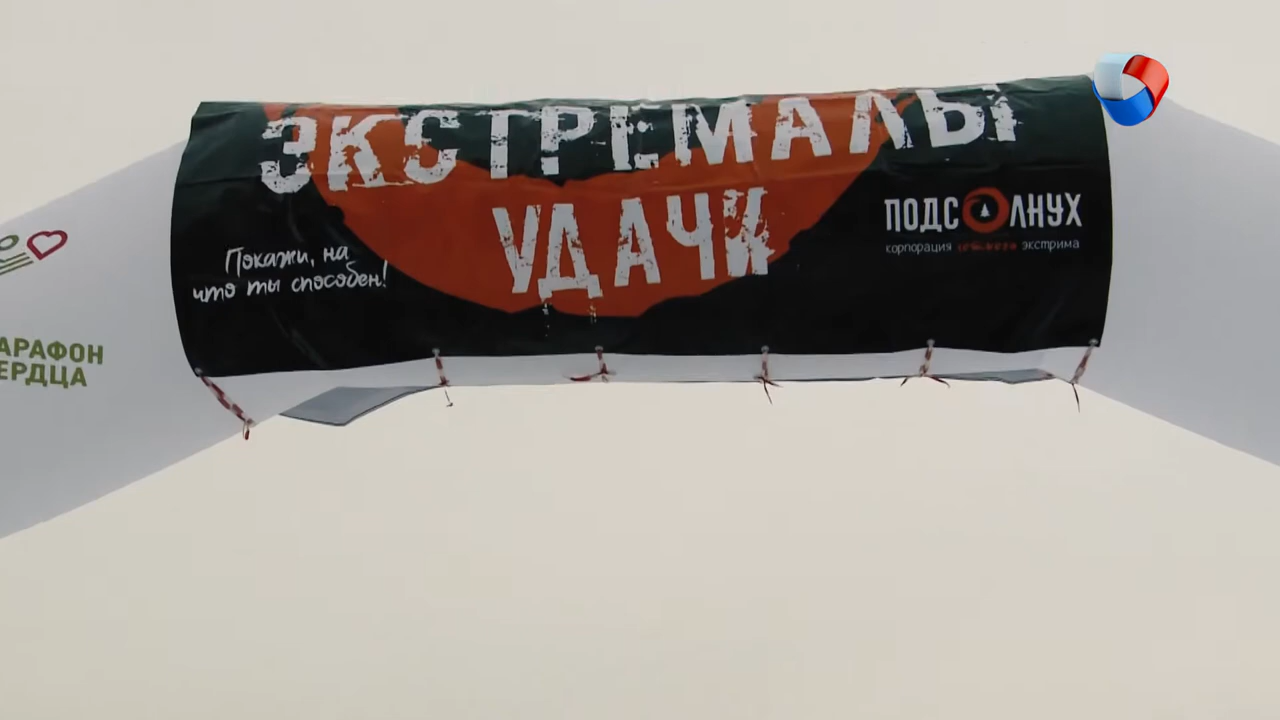 ЭКСТРЕМАЛЫ
УДАЧИ
Покажи, на
что ты способен!
ПОДСОЛНУХ
корпорация
экстрима
АРАФОН
ЕРДЦА